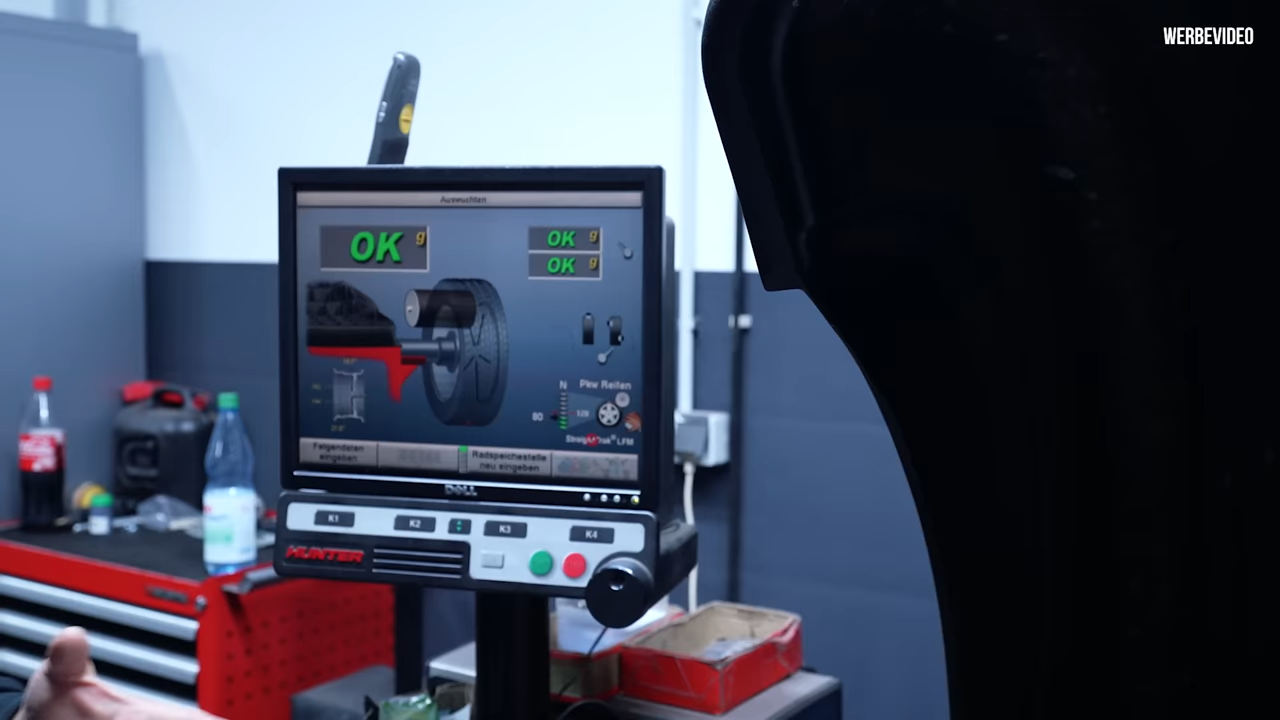 WERBEVIDEO
Auswuchten
OK g
OK g
OK g
N Pkw Reifen
80 120
LFM
Felgendaten
eingeben
Radspeichestelle
neu eingeben
DELL
K1 K2 K3 K4
HUNTER